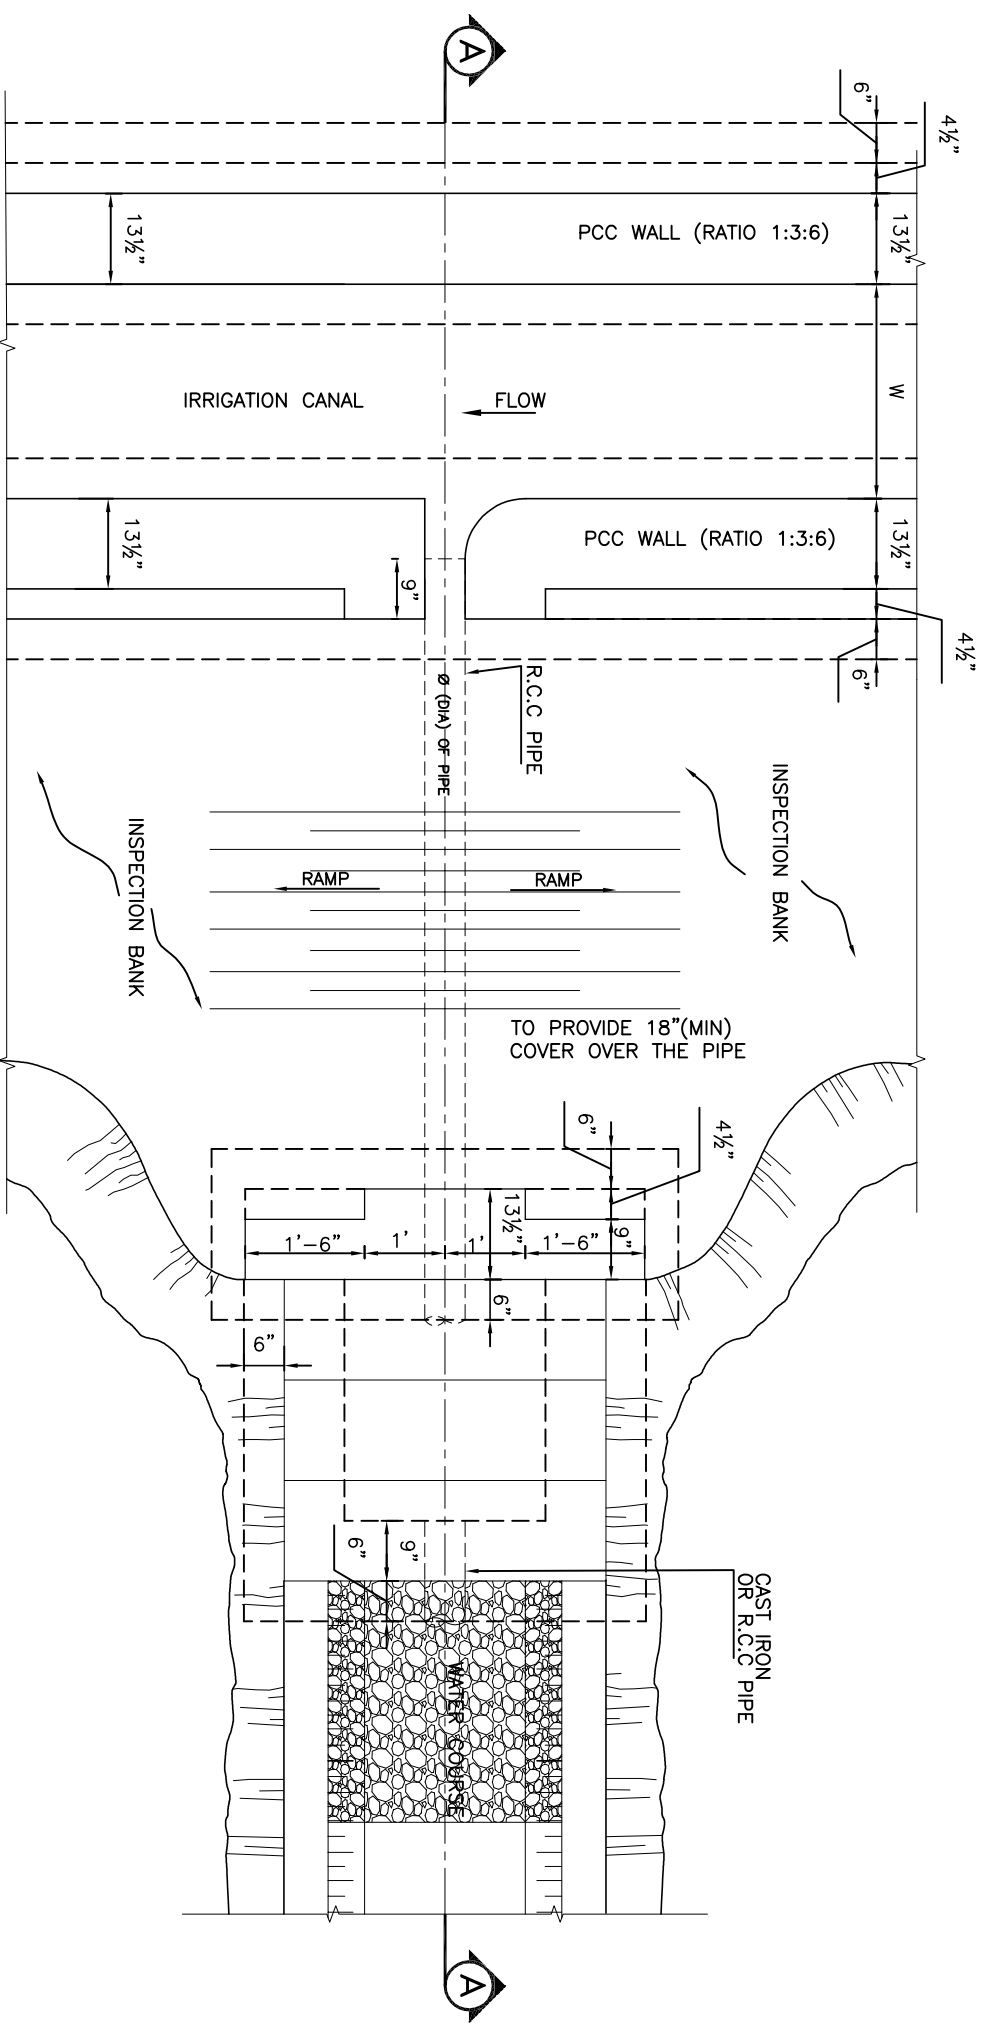 A
6"
4½"
13½"
PCC WALL (RATIO 1:3:6)
13½"
IRRIGATION CANAL
FLOW
W
13½"
9"
PCC WALL (RATIO 1:3:6)
13½"
4½"
6"
R.C.C PIPE
Ø (DIA) OF PIPE
INSPECTION BANK
INSPECTION BANK
RAMP
RAMP
TO PROVIDE 18"(MIN)
COVER OVER THE PIPE
6"
4½"
13½"
9"
1'-6"
1'
1'
1'-6"
6"
6"
6"
9"
CAST IRON
OR R.C.C PIPE
WATER COURSE
A